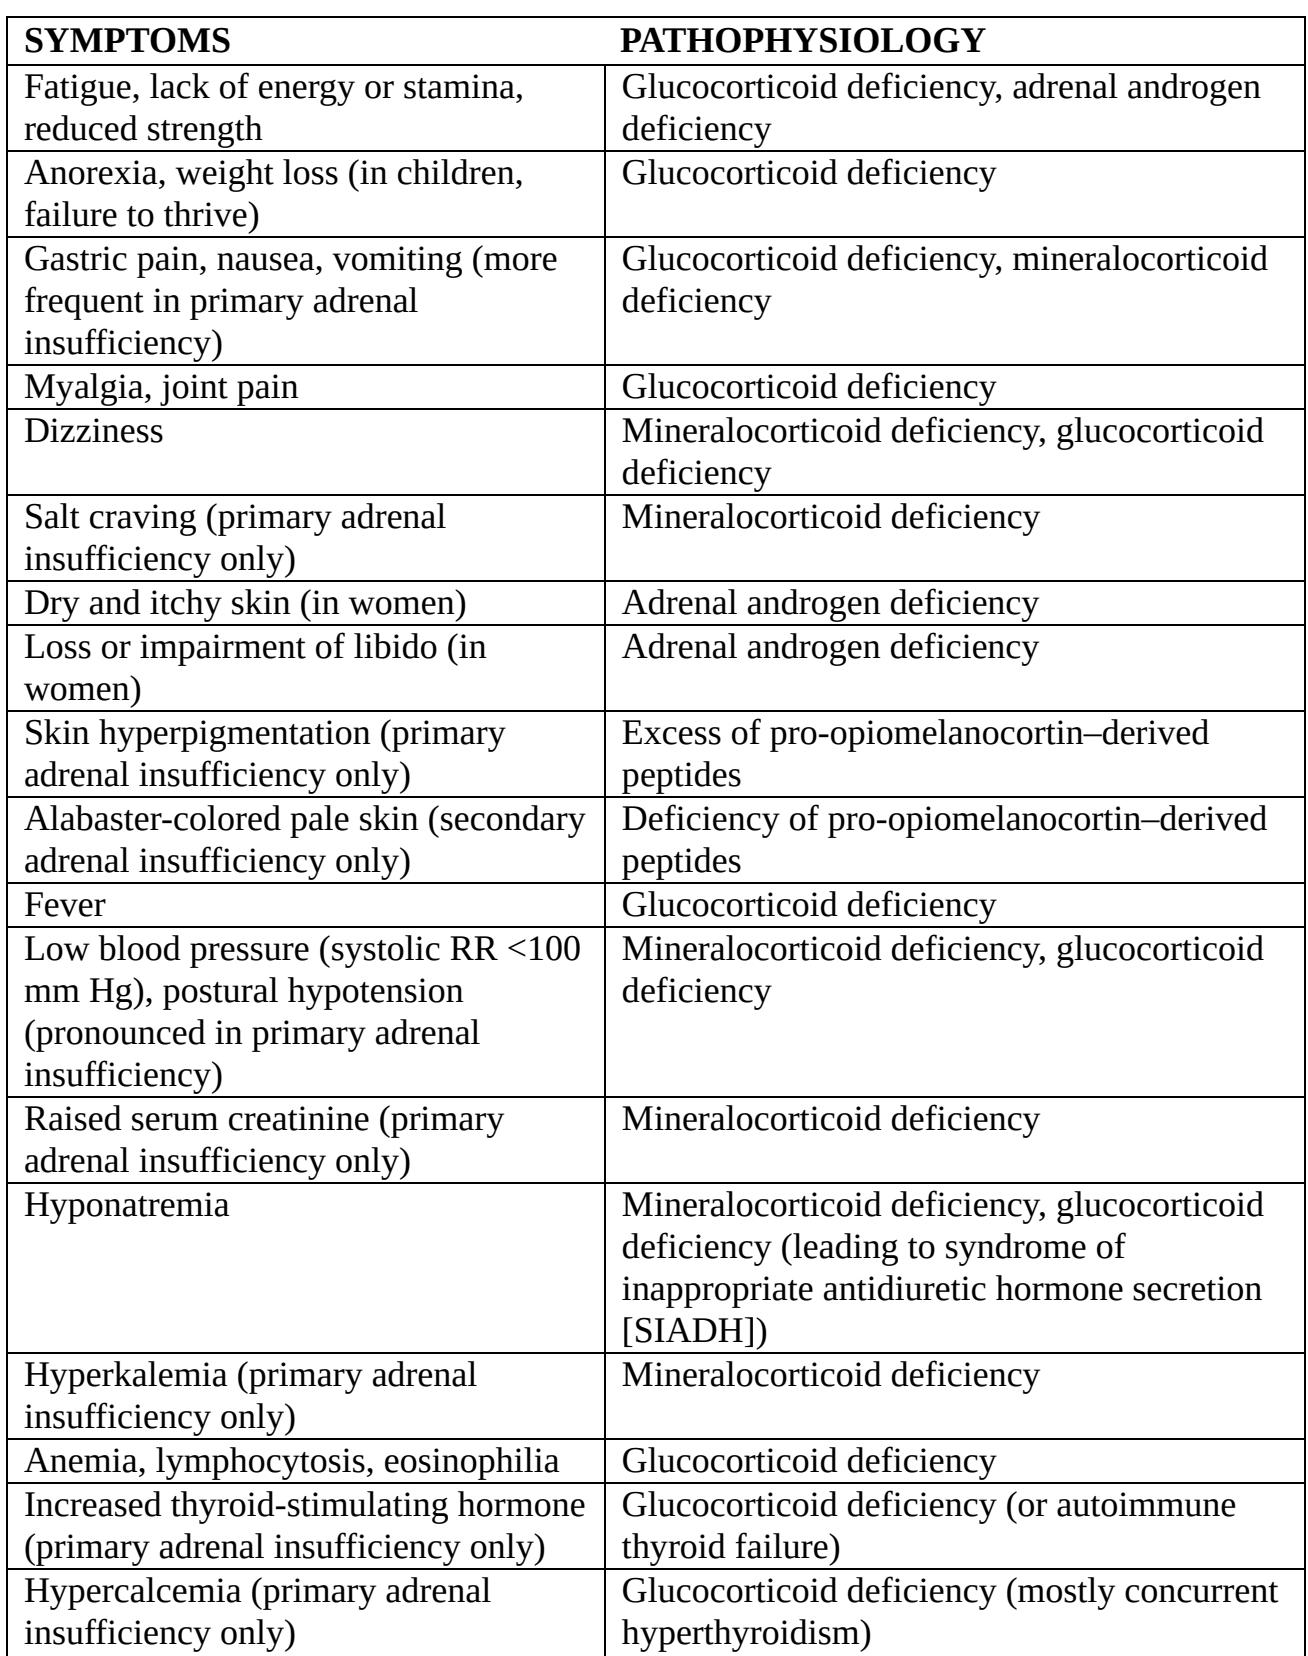 SYMPTOMS PATHOPHYSIOLOGY
Fatigue, lack of energy or stamina,
reduced strength
Glucocorticoid deficiency, adrenal androgen
deficiency
Anorexia, weight loss (in children,
failure to thrive)
Glucocorticoid deficiency
Gastric pain, nausea, vomiting (more
frequent in primary adrenal
insufficiency)
Glucocorticoid deficiency, mineralocorticoid
deficiency
Myalgia, joint pain
Glucocorticoid deficiency
Dizziness
Mineralocorticoid deficiency, glucocorticoid
deficiency
Salt craving (primary adrenal
insufficiency only)
Mineralocorticoid deficiency
Dry and itchy skin (in women)
Adrenal androgen deficiency
Loss or impairment of libido (in
women)
Adrenal androgen deficiency
Skin hyperpigmentation (primary
adrenal insufficiency only)
Excess of pro-opiomelanocortin–derived
peptides
Alabaster-colored pale skin (secondary
adrenal insufficiency only)
Deficiency of pro-opiomelanocortin–derived
peptides
Fever
Glucocorticoid deficiency
Low blood pressure (systolic RR <100
mm Hg), postural hypotension
(pronounced in primary adrenal
insufficiency)
Mineralocorticoid deficiency, glucocorticoid
deficiency
Raised serum creatinine (primary
adrenal insufficiency only)
Mineralocorticoid deficiency
Hyponatremia
Mineralocorticoid deficiency, glucocorticoid
deficiency (leading to syndrome of
inappropriate antidiuretic hormone secretion
[SIADH])
Hyperkalemia (primary adrenal
insufficiency only)
Mineralocorticoid deficiency
Anemia, lymphocytosis, eosinophilia
Glucocorticoid deficiency
Increased thyroid-stimulating hormone
(primary adrenal insufficiency only)
Glucocorticoid deficiency (or autoimmune
thyroid failure)
Hypercalcemia (primary adrenal
insufficiency only)
Glucocorticoid deficiency (mostly concurrent
hyperthyroidism)